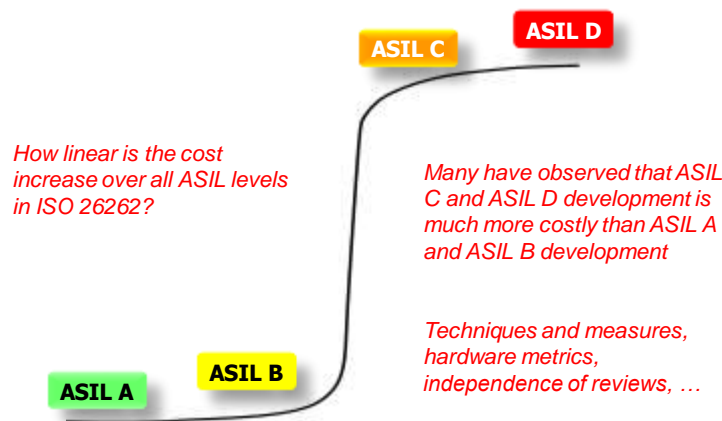 ASIL D
ASIL C
How linear is the cost
increase over all ASIL levels
in ISO 26262?
Many have observed that ASIL
C and ASIL D development is
much more costly than ASIL A
and ASIL B development
Techniques and measures,
hardware metrics,
independence of reviews, …
ASIL B
ASIL A